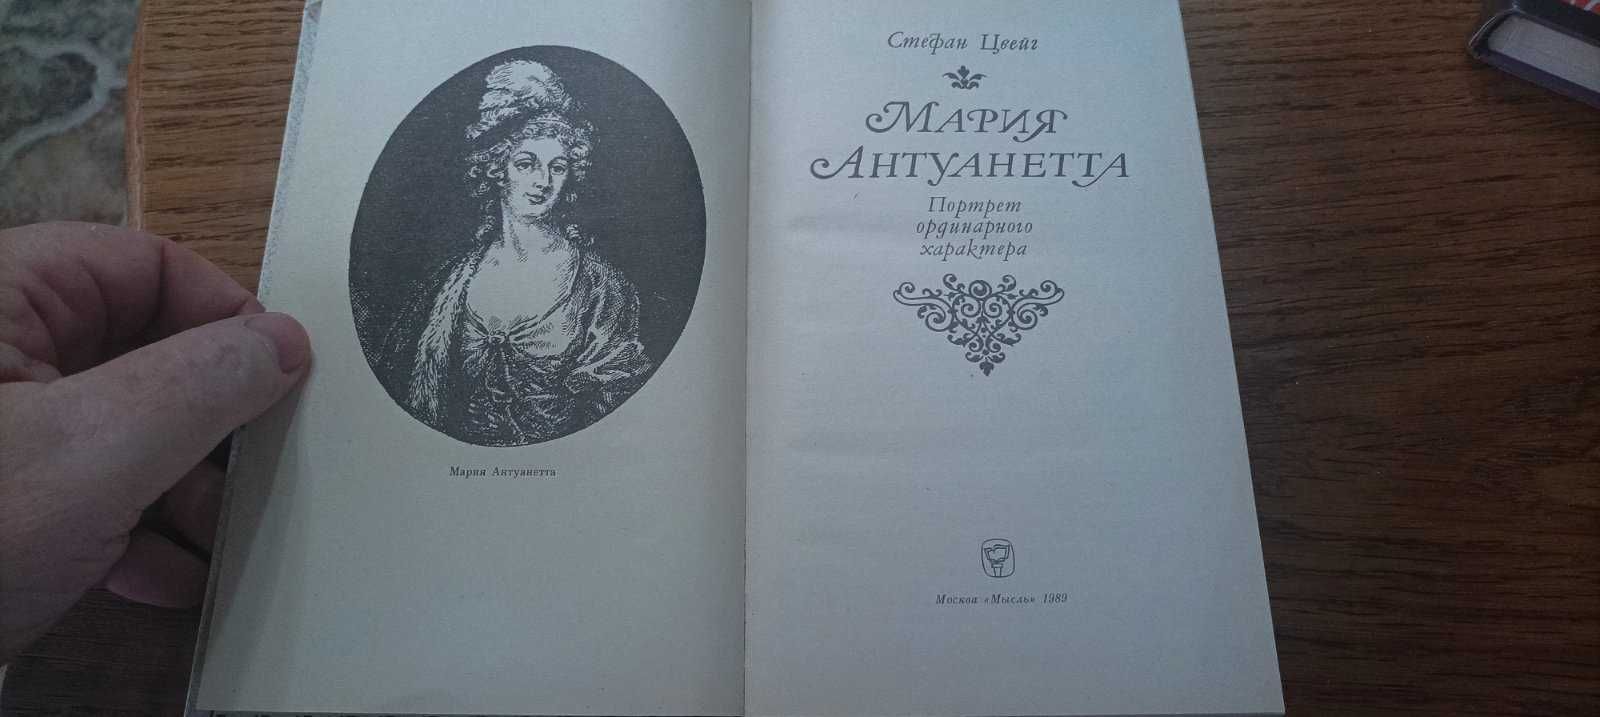 Мария Антуанетта
Стефан Цвейг
Мария
Антуанетта
Портрет
ординарного
характера
Москва «Мысль» 1989